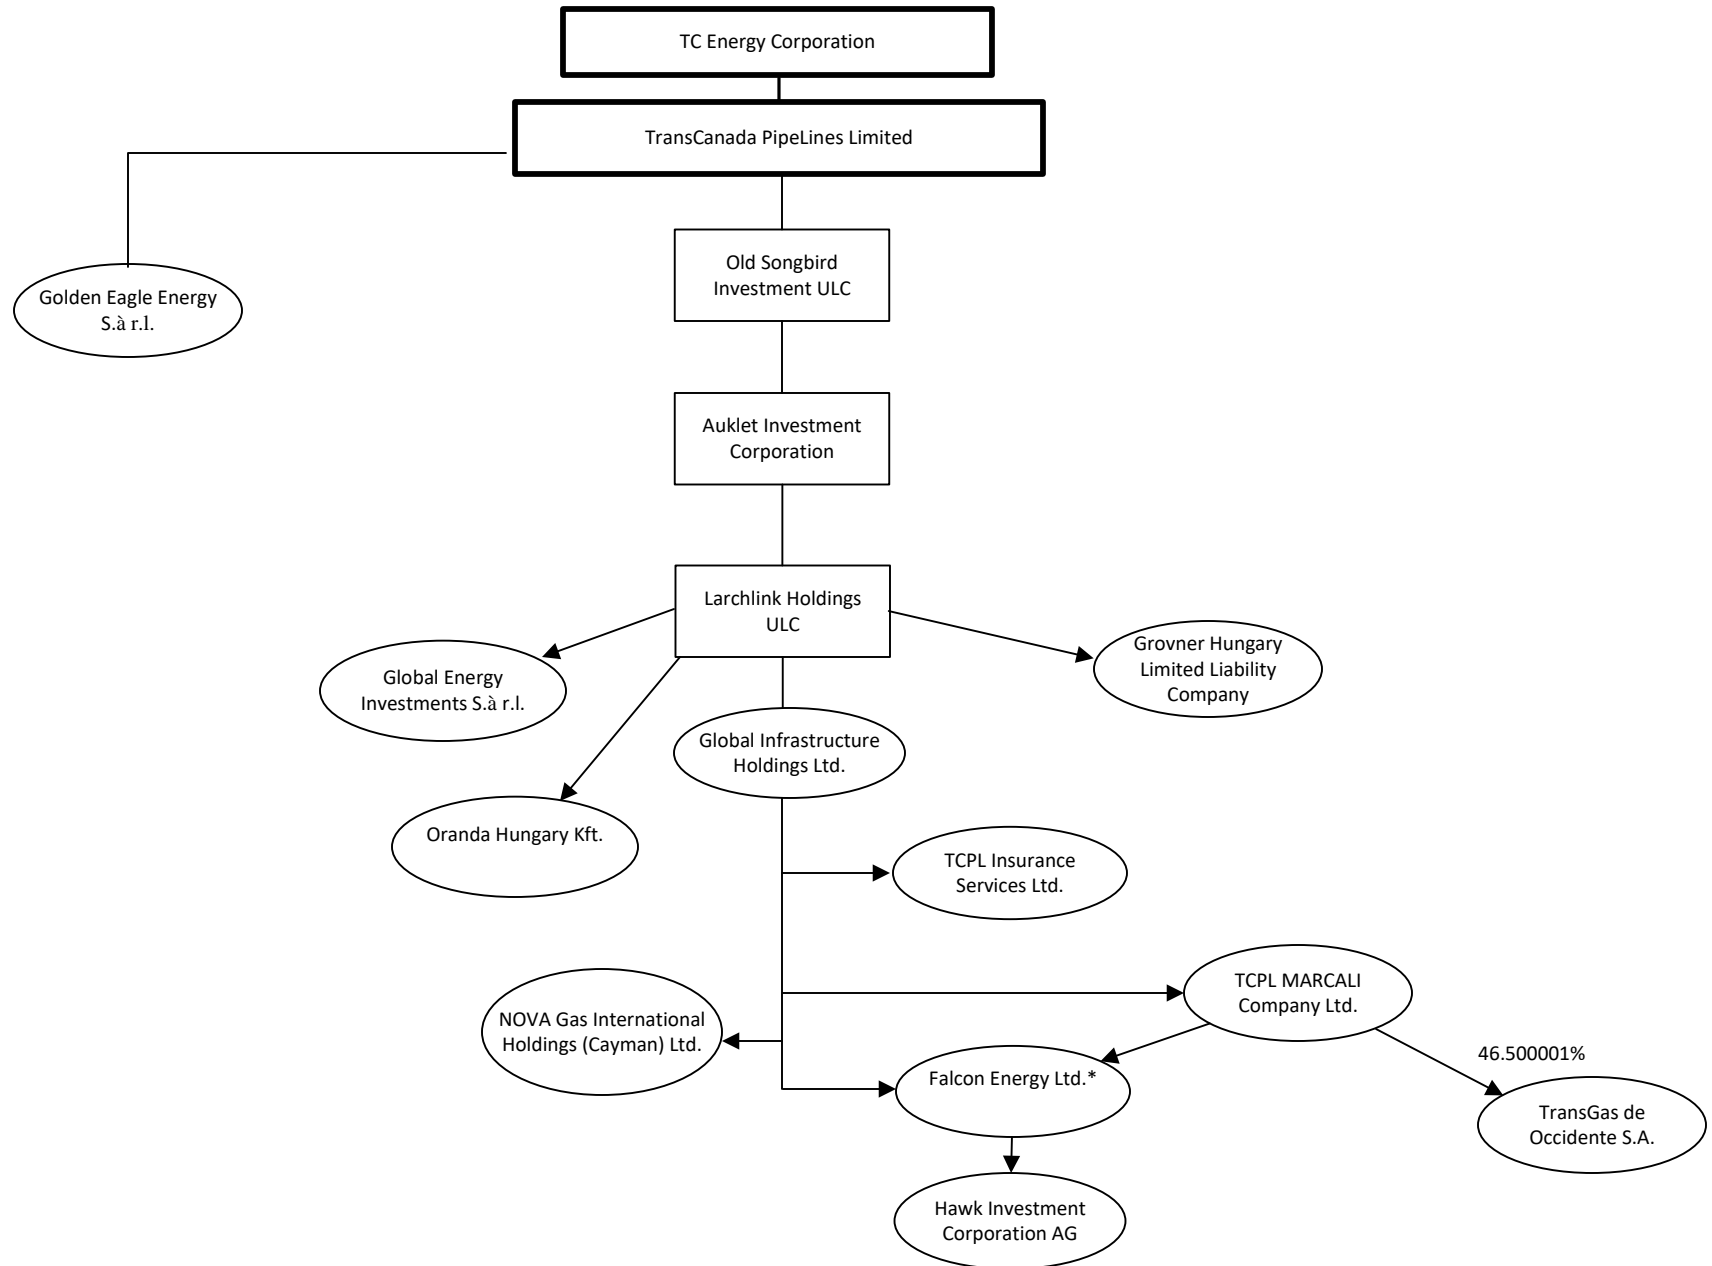 TC Energy Corporation
TransCanada PipeLines Limited
Old Songbird
Investment ULC
Golden Eagle Energy
S.à r.l.
Auklet Investment
Corporation
Larchlink Holdings
ULC
Global Energy
Investments S.à r.l.
Grovner Hungary
Limited Liability
Company
Global Infrastructure
Holdings Ltd.
Oranda Hungary Kft.
TCPL Insurance
Services Ltd.
TCPL MARCALI
Company Ltd.
NOVA Gas International
Holdings (Cayman) Ltd.
46.500001%
Falcon Energy Ltd.*
TransGas de
Occidente S.A.
Hawk Investment
Corporation AG